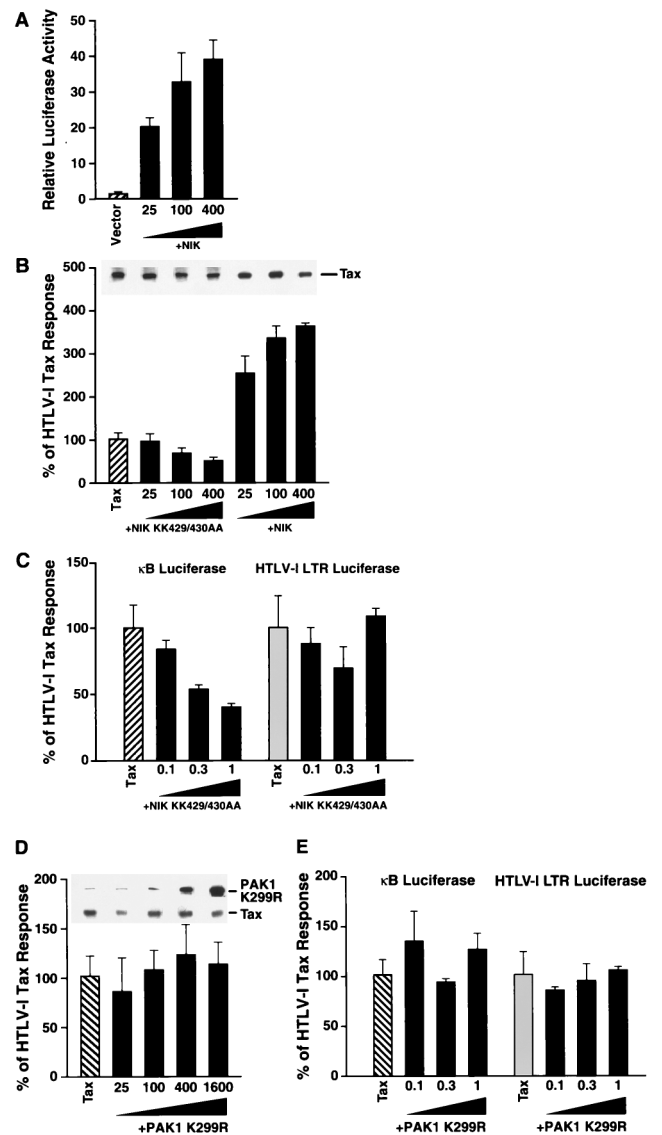 A
Relative Luciferase Activity
50
40
30
20
10
0
Vector
25 100 400
+NIK
B
% of HTLV-I Tax Response
500
400
300
200
100
0
Tax
Tax
25 100 400 25 100 400
+NIK KK429/430AA +NIK
C
% of HTLV-I Tax Response
150
100
50
0
κB Luciferase HTLV-I LTR Luciferase
Tax 0.1 0.3 1 Tax 0.1 0.3 1
+NIK KK429/430AA +NIK KK429/430AA
D
% of HTLV-I Tax Response
200
150
100
50
0
PAK1
K299R
Tax
Tax 25 100 400 1600
+PAK1 K299R
E
% of HTLV-I Tax Response
200
150
100
50
0
κB Luciferase HTLV-I LTR Luciferase
Tax 0.1 0.3 1 Tax 0.1 0.3 1
+PAK1 K299R +PAK1 K299R